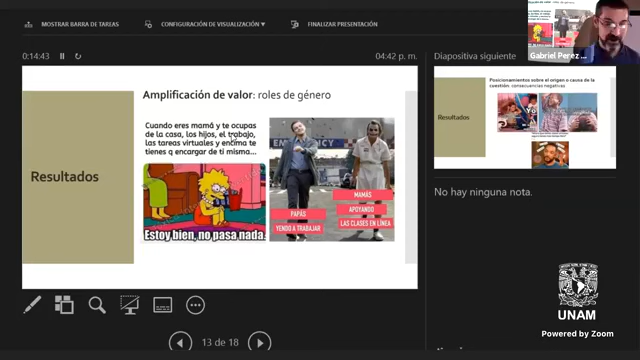 MOSTRAR BARRA DE TAREAS
CONFIGURACIÓN DE VISUALIZACIÓN
FINALIZAR PRESENTACIÓN
0:14:43
04:42 p. m.
Diapositiva siguiente
Gabriel Perez
Amplificación de valor: roles de género
Resultados
Cuando eres mamá y te ocupas
de la casa, los hijos, el trabajo,
las tareas virtuales y encima te
tienes q encargar de ti misma...
Estoy bien, no pasa nada.
EMERGENCY
PAPÁS
YENDO A TRABAJAR
MAMÁS
APOYANDO
LAS CLASES EN LÍNEA
Posicionamientos sobre el origen o causa de la
cuestión: consecuencias negativas
Resultados
No hay ninguna nota.
13 de 18
UNAM
Powered by Zoom